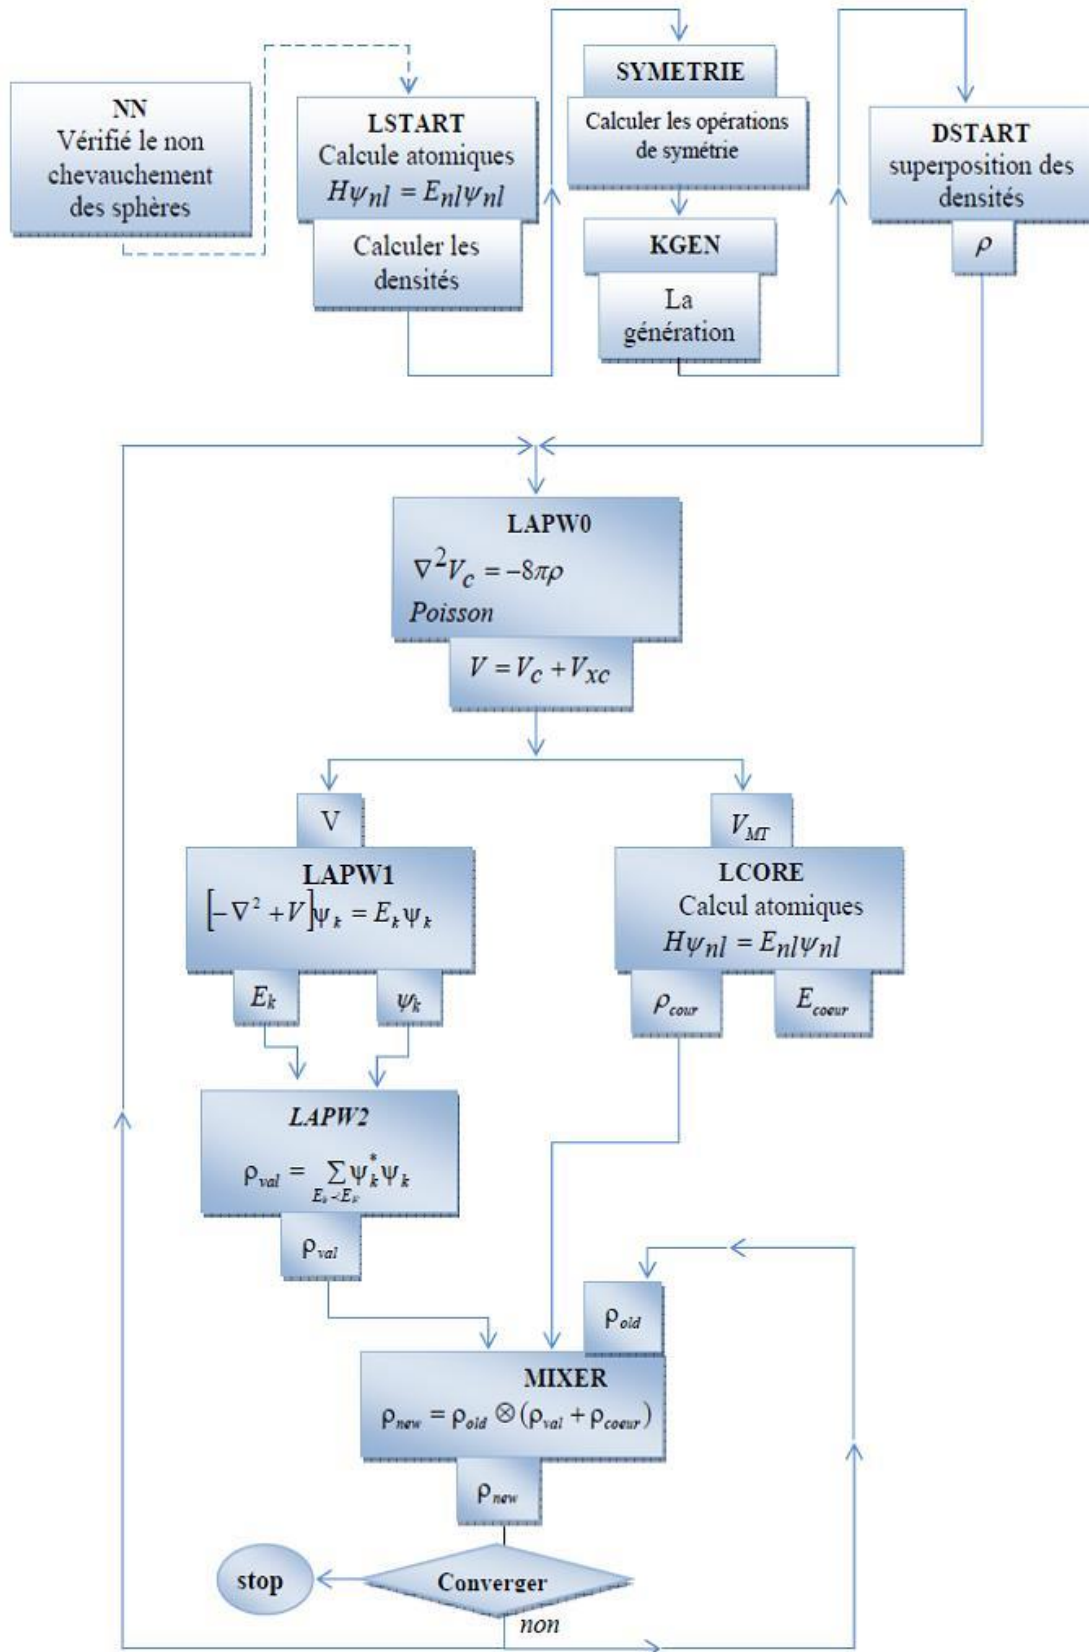 NN
Vérifié le non
chevauchement
des sphères
LSTART
Calcule atomiques
Hψnl = Enlψnl
Calculer les
densités
SYMETRIE
Calculer les opérations
de symétrie
KGEN
La
génération
DSTART
superposition des
densités
ρ
LAPW0
∇²Vc = −8πρ
Poisson
V = Vc + Vxc
V
LAPW1
[−∇² + V]ψk = Ekψk
Ek
ψk
VMT
LCORE
Calcul atomiques
Hψnl = Enlψnl
ρcour
Ecoeur
LAPW2
ρval = ∑ ψk*ψk
Ek≺EF
ρval
ρold
MIXER
ρnew = ρold ⊗ (ρval + ρcoeur)
ρnew
stop
Converger
non